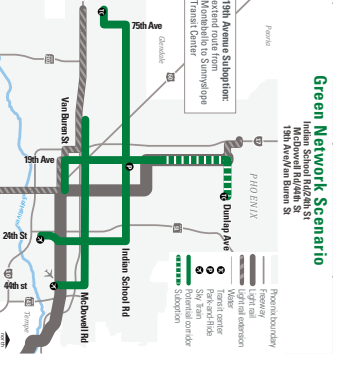 Green Network Scenario
Indian School Rd/24th St
McDowell Rd/44th St
19th Ave/Van Buren St
19th Avenue Suboption:
extend route from
Montebello to Sunnyslope
Transit Center
Peoria
Glendale
PHOENIX
Tempe
75th Ave
Van Buren St
19th Ave
Dunlap Ave
24th St
Indian School Rd
44th st
McDowell Rd
Phoenix boundary
Freeway
Light rail
Light rail extension
Water
Transit center
Park-and-Ride
Sky Train
Potential corridor
Suboption
north